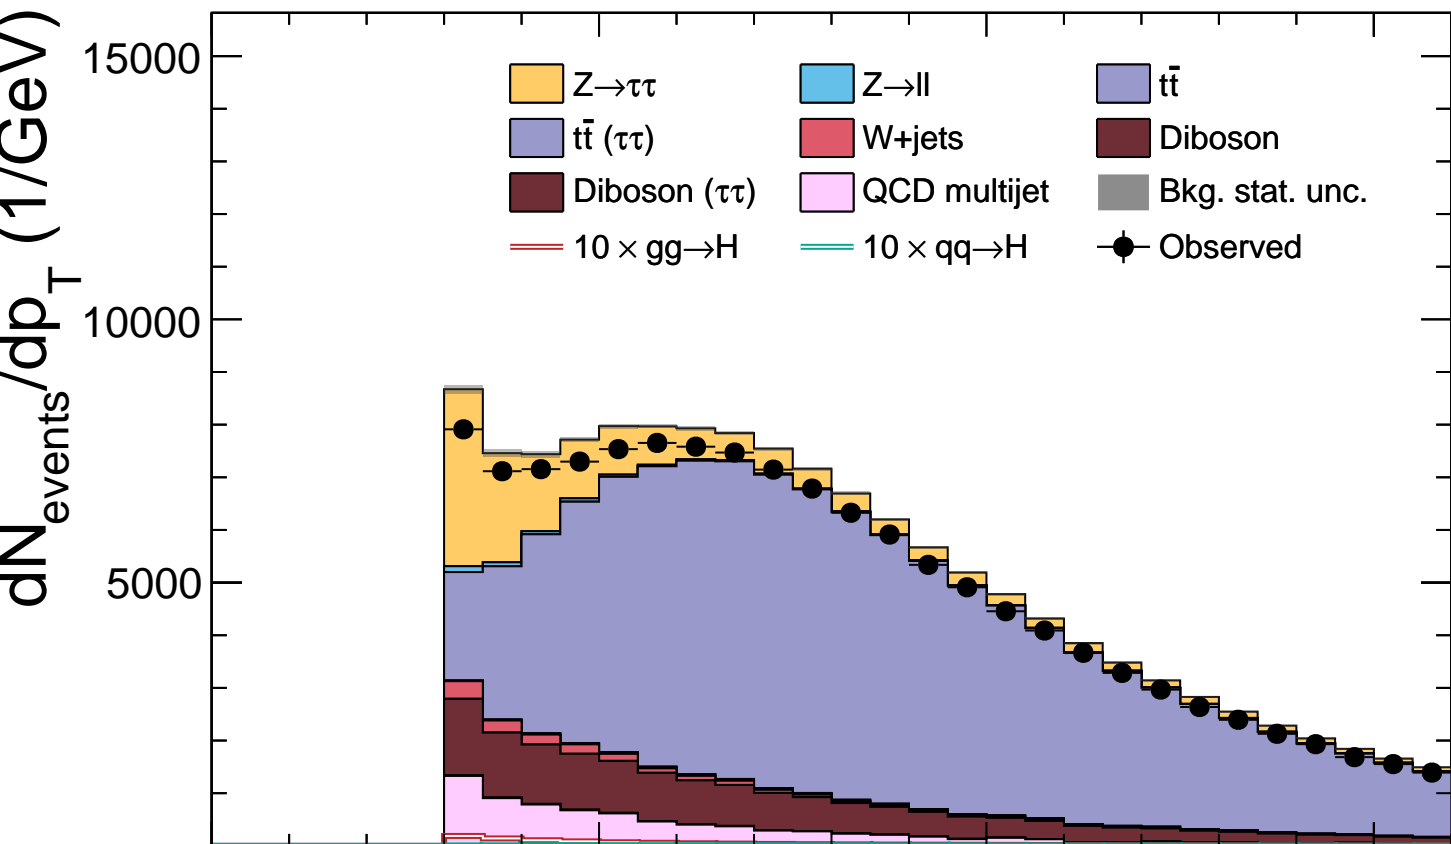 dN_events/dp_T (1/GeV)
15000
10000
5000
Z→ττ Z→ll tt̄
tt̄ (ττ) W+jets Diboson
Diboson (ττ) QCD multijet Bkg. stat. unc.
10 × gg→H 10 × qq→H Observed